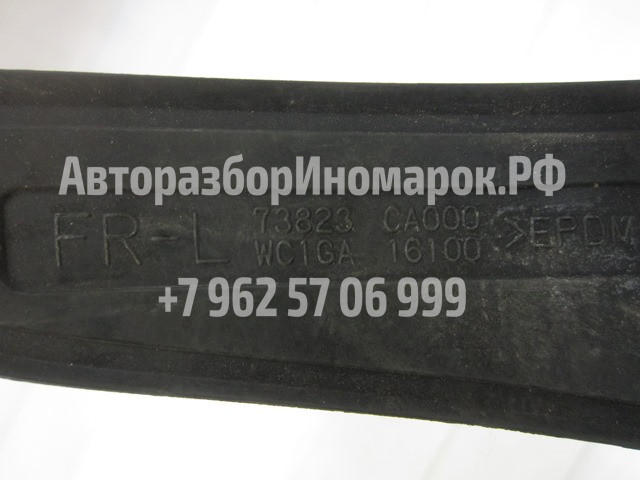 АвторазборИномарок.РФ
FR-L 73823 CA000 >EPDM
WC1GA 16100
+7 962 57 06 999